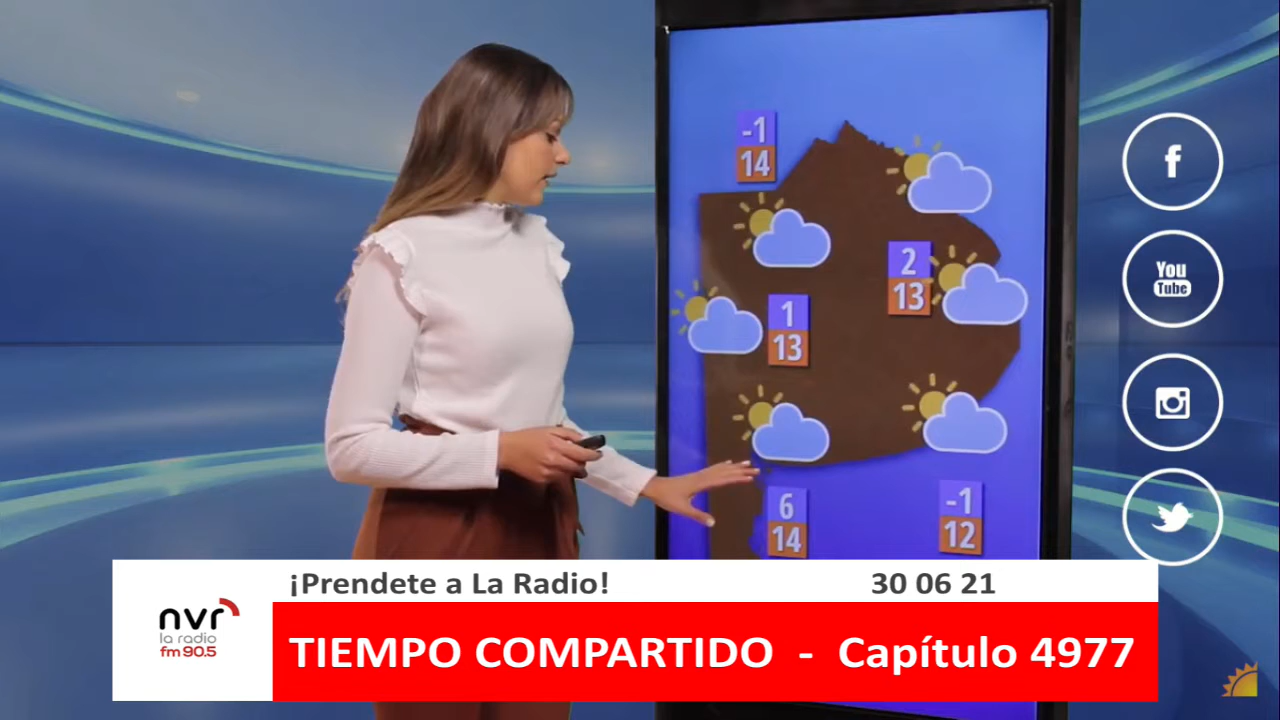 -1
14
2
13
1
13
6
14
-1
12
f
You
Tube
¡Prendete a La Radio!
30 06 21
nvr
la radio
fm 90.5
TIEMPO COMPARTIDO - Capítulo 4977